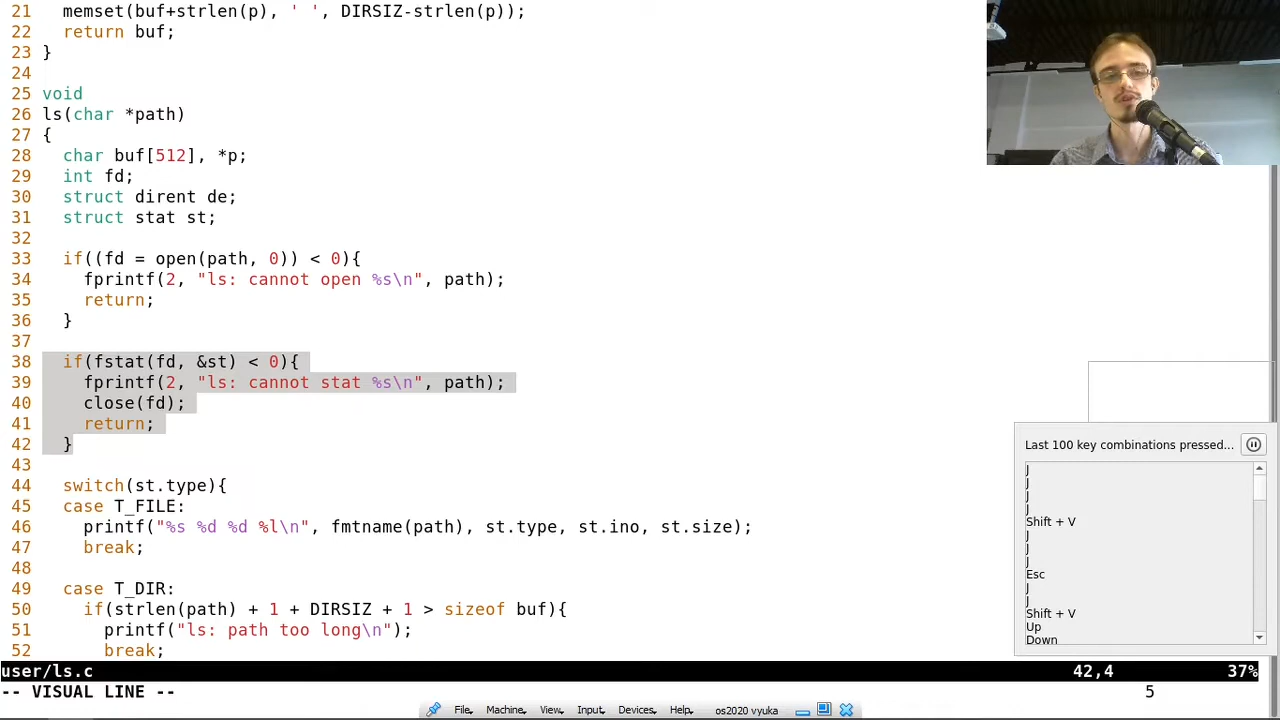 21   memset(buf+strlen(p), ' ', DIRSIZ-strlen(p));
22   return buf;
23 }
24
25 void
26 ls(char *path)
27 {
28   char buf[512], *p;
29   int fd;
30   struct dirent de;
31   struct stat st;
32
33   if((fd = open(path, 0)) < 0){
34     fprintf(2, "ls: cannot open %s\n", path);
35     return;
36   }
37
38   if(fstat(fd, &st) < 0){
39     fprintf(2, "ls: cannot stat %s\n", path);
40     close(fd);
41     return;
42   }
43
44   switch(st.type){
45   case T_FILE:
46     printf("%s %d %d %l\n", fmtname(path), st.type, st.ino, st.size);
47     break;
48
49   case T_DIR:
50     if(strlen(path) + 1 + DIRSIZ + 1 > sizeof buf){
51       printf("ls: path too long\n");
52       break;
user/ls.c 42,4 37%
-- VISUAL LINE -- 5
Last 100 key combinations pressed...
J
J
J
J
Shift + V
J
J
J
Esc
J
J
Shift + V
Up
Down
File Machine View Input Devices Help os2020 vyuka